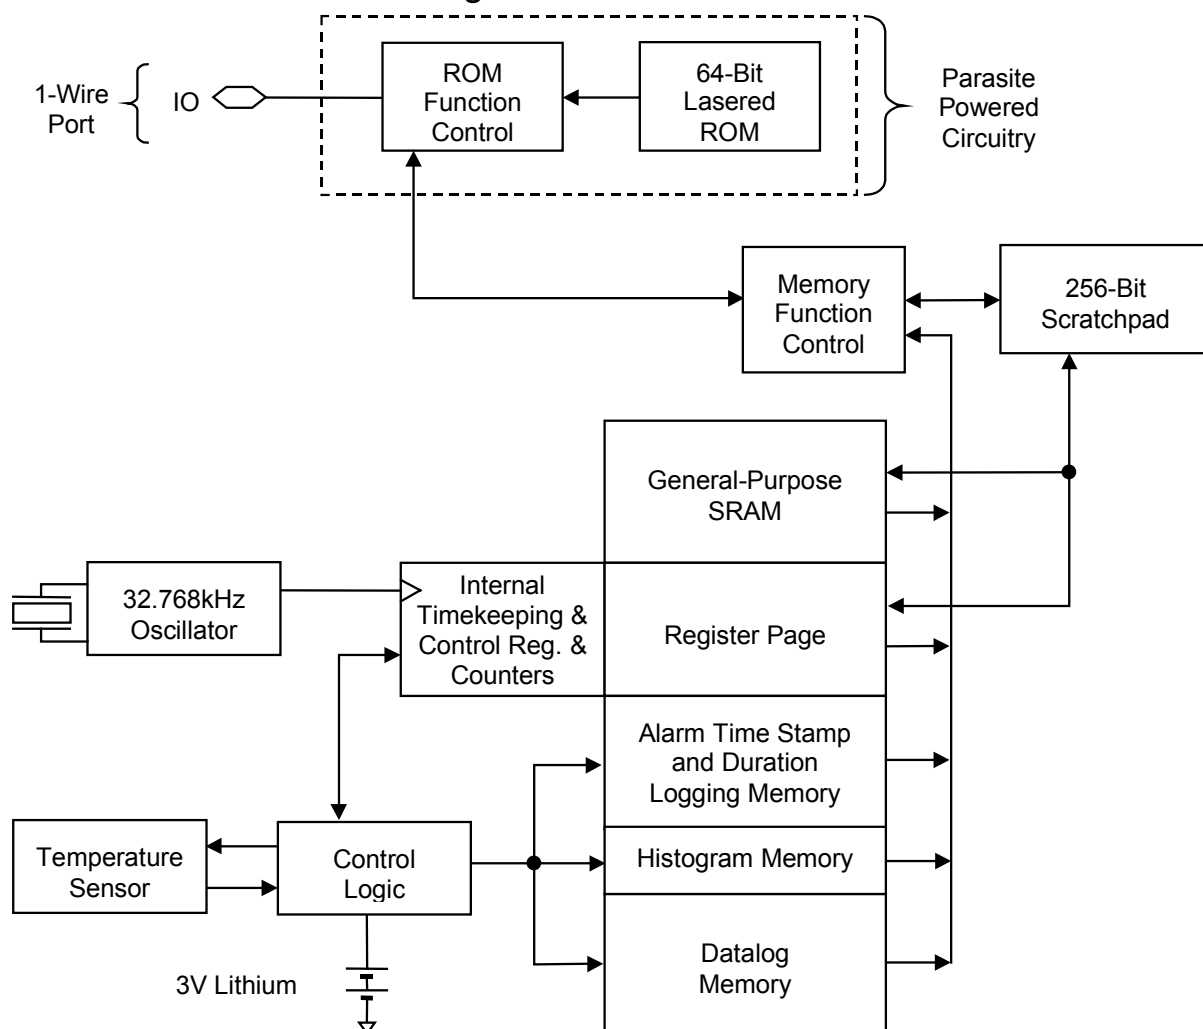 1-Wire
Port
IO
ROM
Function
Control
64-Bit
Lasered
ROM
Parasite
Powered
Circuitry
Memory
Function
Control
256-Bit
Scratchpad
General-Purpose
SRAM
32.768kHz
Oscillator
Internal
Timekeeping &
Control Reg. &
Counters
Register Page
Alarm Time Stamp
and Duration
Logging Memory
Temperature
Sensor
Control
Logic
Histogram Memory
Datalog
Memory
3V Lithium